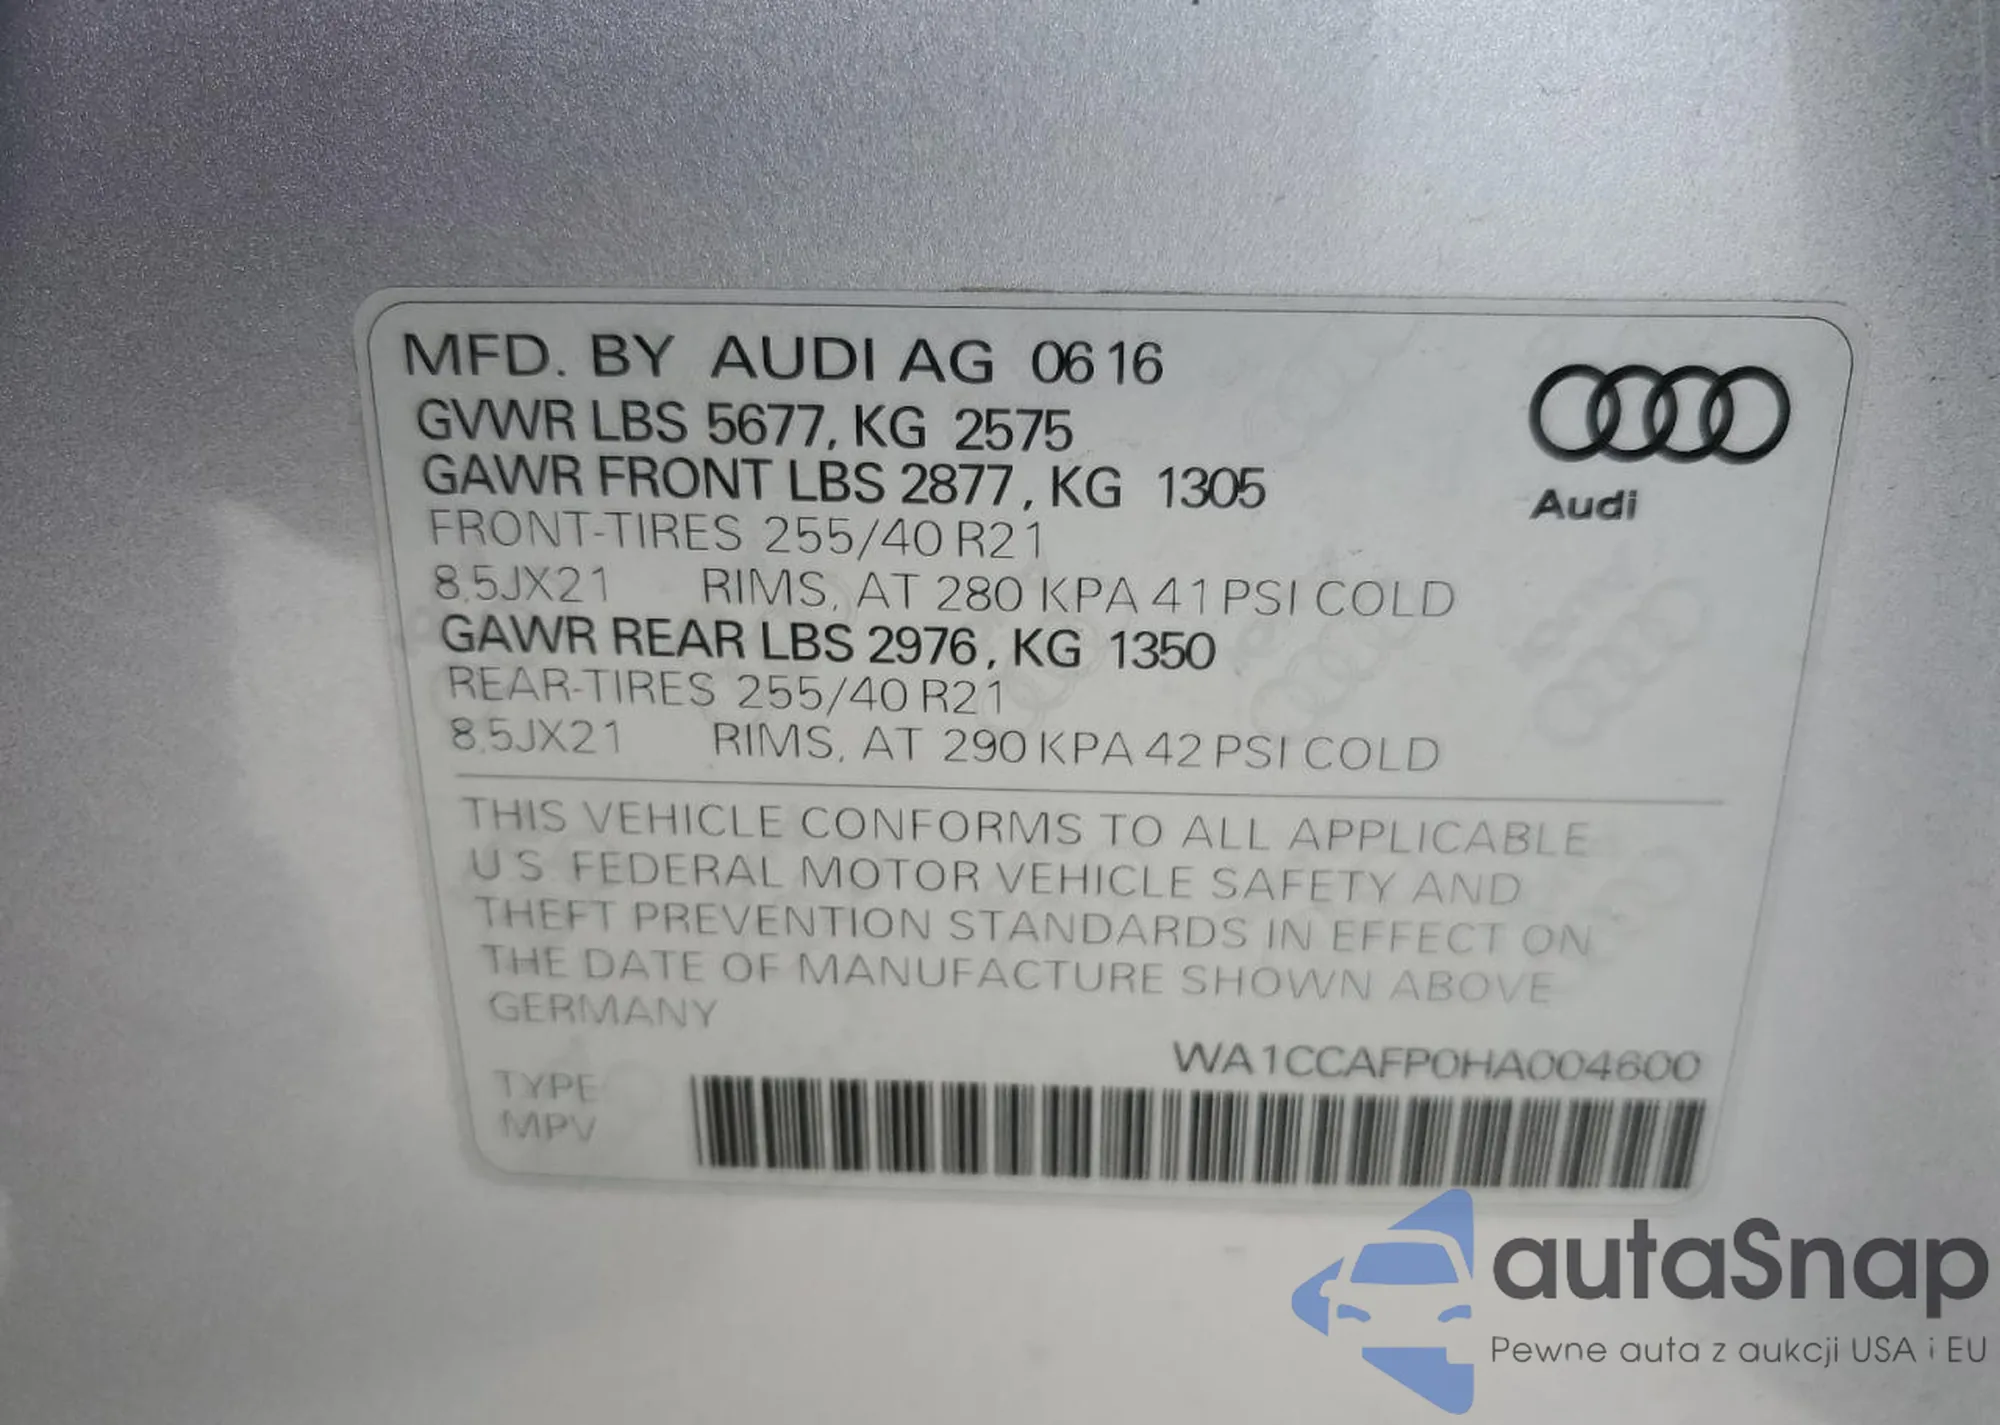 MFD. BY AUDI AG 0616
GVWR LBS 5677, KG 2575
GAWR FRONT LBS 2877, KG 1305
FRONT-TIRES 255/40 R21
8.5JX21 RIMS, AT 280 KPA 41 PSI COLD
GAWR REAR LBS 2976, KG 1350
REAR-TIRES 255/40 R21
8.5JX21 RIMS, AT 290 KPA 42 PSI COLD
Audi
THIS VEHICLE CONFORMS TO ALL APPLICABLE
U S FEDERAL MOTOR VEHICLE SAFETY AND
THEFT PREVENTION STANDARDS IN EFFECT ON
THE DATE OF MANUFACTURE SHOWN ABOVE
GERMANY
WA1CCAFP0HA004600
TYPE
MPV
autaSnap
Pewne auta z aukcji USA i EU